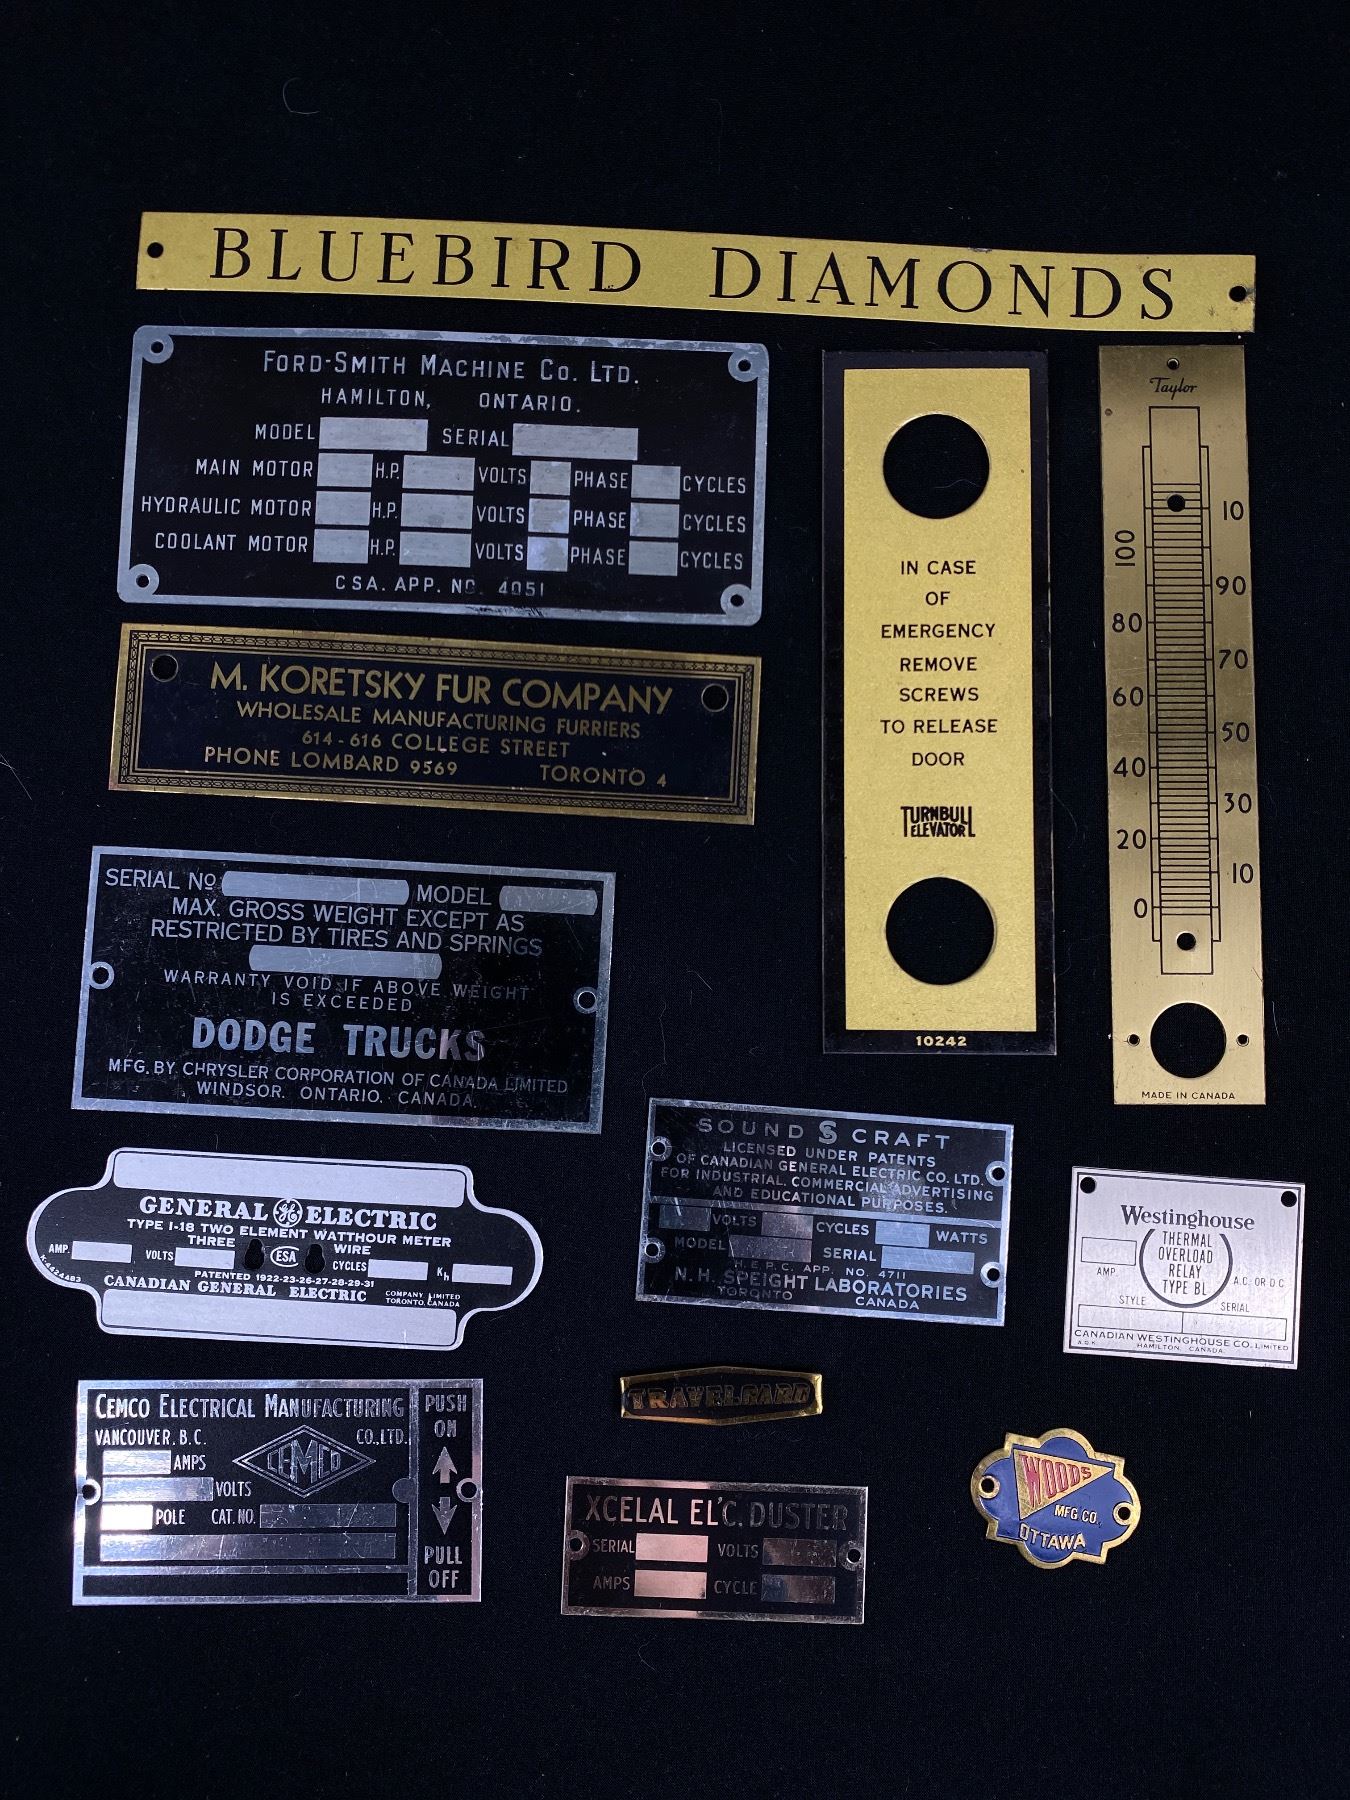 BLUEBIRD DIAMONDS
FORD-SMITH MACHINE CO. LTD.
HAMILTON, ONTARIO.
MODEL SERIAL
MAIN MOTOR H.P. VOLTS PHASE CYCLES
HYDRAULIC MOTOR H.P. VOLTS PHASE CYCLES
COOLANT MOTOR H.P. VOLTS PHASE CYCLES
CSA. APP. NO. 4051
M. KORETSKY FUR COMPANY
WHOLESALE MANUFACTURING FURRIERS
614-616 COLLEGE STREET
PHONE LOMBARD 9569 TORONTO 4
IN CASE
OF
EMERGENCY
REMOVE
SCREWS
TO RELEASE
DOOR
TURNBULL
ELEVATOR
10242
Taylor
10
100
90
80
70
60
50
40
30
20
10
0
MADE IN CANADA
SERIAL No MODEL
MAX. GROSS WEIGHT EXCEPT AS
RESTRICTED BY TIRES AND SPRINGS
WARRANTY VOID IF ABOVE WEIGHT
IS EXCEEDED
DODGE TRUCKS
MFG. BY CHRYSLER CORPORATION OF CANADA LIMITED
WINDSOR, ONTARIO, CANADA.
SOUND S CRAFT
LICENSED UNDER PATENTS
OF CANADIAN GENERAL ELECTRIC CO. LTD.
FOR INDUSTRIAL, COMMERCIAL, ADVERTISING
AND EDUCATIONAL PURPOSES.
VOLTS CYCLES WATTS
MODEL SERIAL
H.E.P.C. APP. NO. 4711
N.H. SPEIGHT LABORATORIES
TORONTO CANADA
GENERAL GE ELECTRIC
TYPE I-18 TWO ELEMENT WATTHOUR METER
THREE WIRE
AMP. VOLTS ESA CYCLES Kh
K-4424483
PATENTED 1922-23-26-27-28-29-31
CANADIAN GENERAL ELECTRIC COMPANY LIMITED
TORONTO, CANADA
Westinghouse
THERMAL
OVERLOAD
RELAY
TYPE BL
AMP. A.C. OR D.C.
STYLE SERIAL
CANADIAN WESTINGHOUSE CO. LIMITED
HAMILTON, CANADA.
CEMCO ELECTRICAL MANUFACTURING
VANCOUVER, B.C. CO., LTD.
CEMCO
AMPS
VOLTS
POLE CAT. NO.
PUSH
ON
PULL
OFF
TRAVELGARD
XCELAL EL'C. DUSTER
SERIAL VOLTS
AMPS CYCLE
WOODS
MFG CO.
OTTAWA